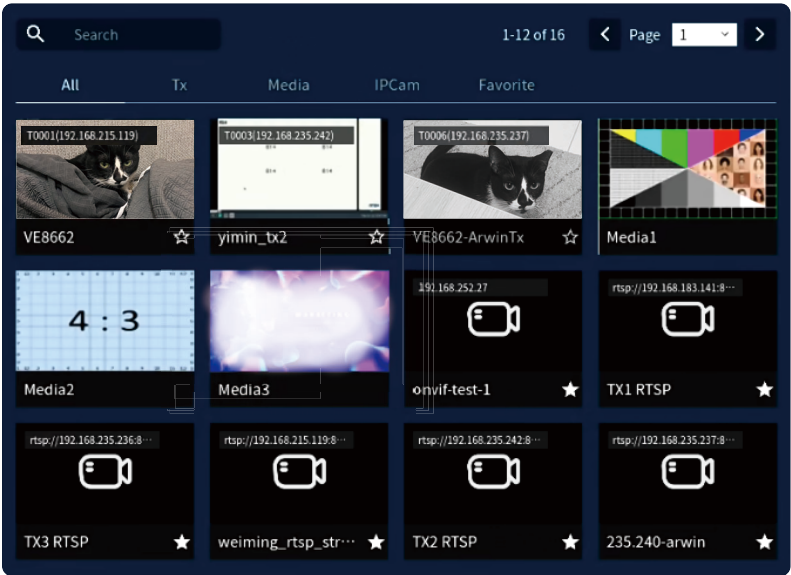 Search
1-12 of 16
Page
1
All
Tx
Media
IPCam
Favorite
T0001(192.168.215.119)
T0003(192.168.235.242)
T0006(192.168.235.237)
VE8662
yimin_tx2
VE8662-ArwinTx
Media1
4 : 3
192.168.252.27
rtsp://192.168.183.141:8···
Media2
Media3
onvif-test-1
TX1 RTSP
rtsp://192.168.235.236:8···
rtsp://192.168.215.119:8···
rtsp://192.168.235.242:8···
rtsp://192.168.235.237:8···
TX3 RTSP
weiming_rtsp_str···
TX2 RTSP
235.240-arwin